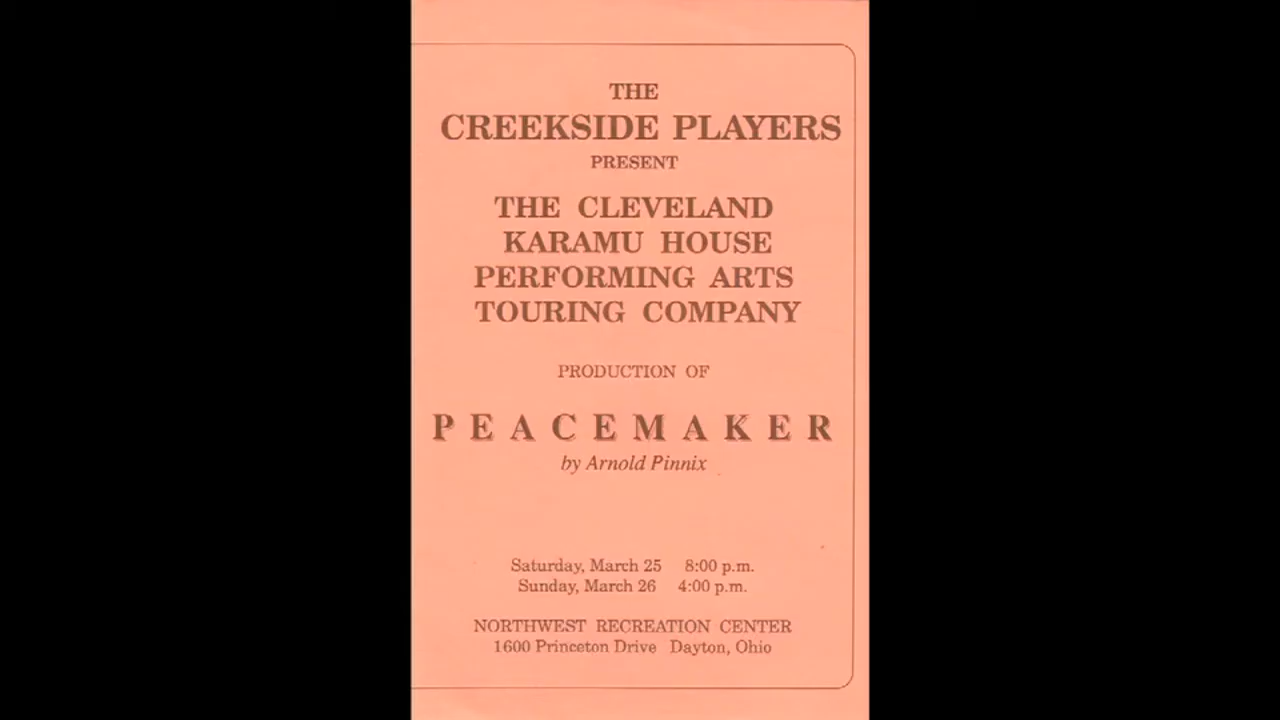 THE
CREEKSIDE PLAYERS
PRESENT
THE CLEVELAND
KARAMU HOUSE
PERFORMING ARTS
TOURING COMPANY
PRODUCTION OF
PEACEMAKER
by Arnold Pinnix
Saturday, March 25 8:00 p.m.
Sunday, March 26 4:00 p.m.
NORTHWEST RECREATION CENTER
1600 Princeton Drive Dayton, Ohio